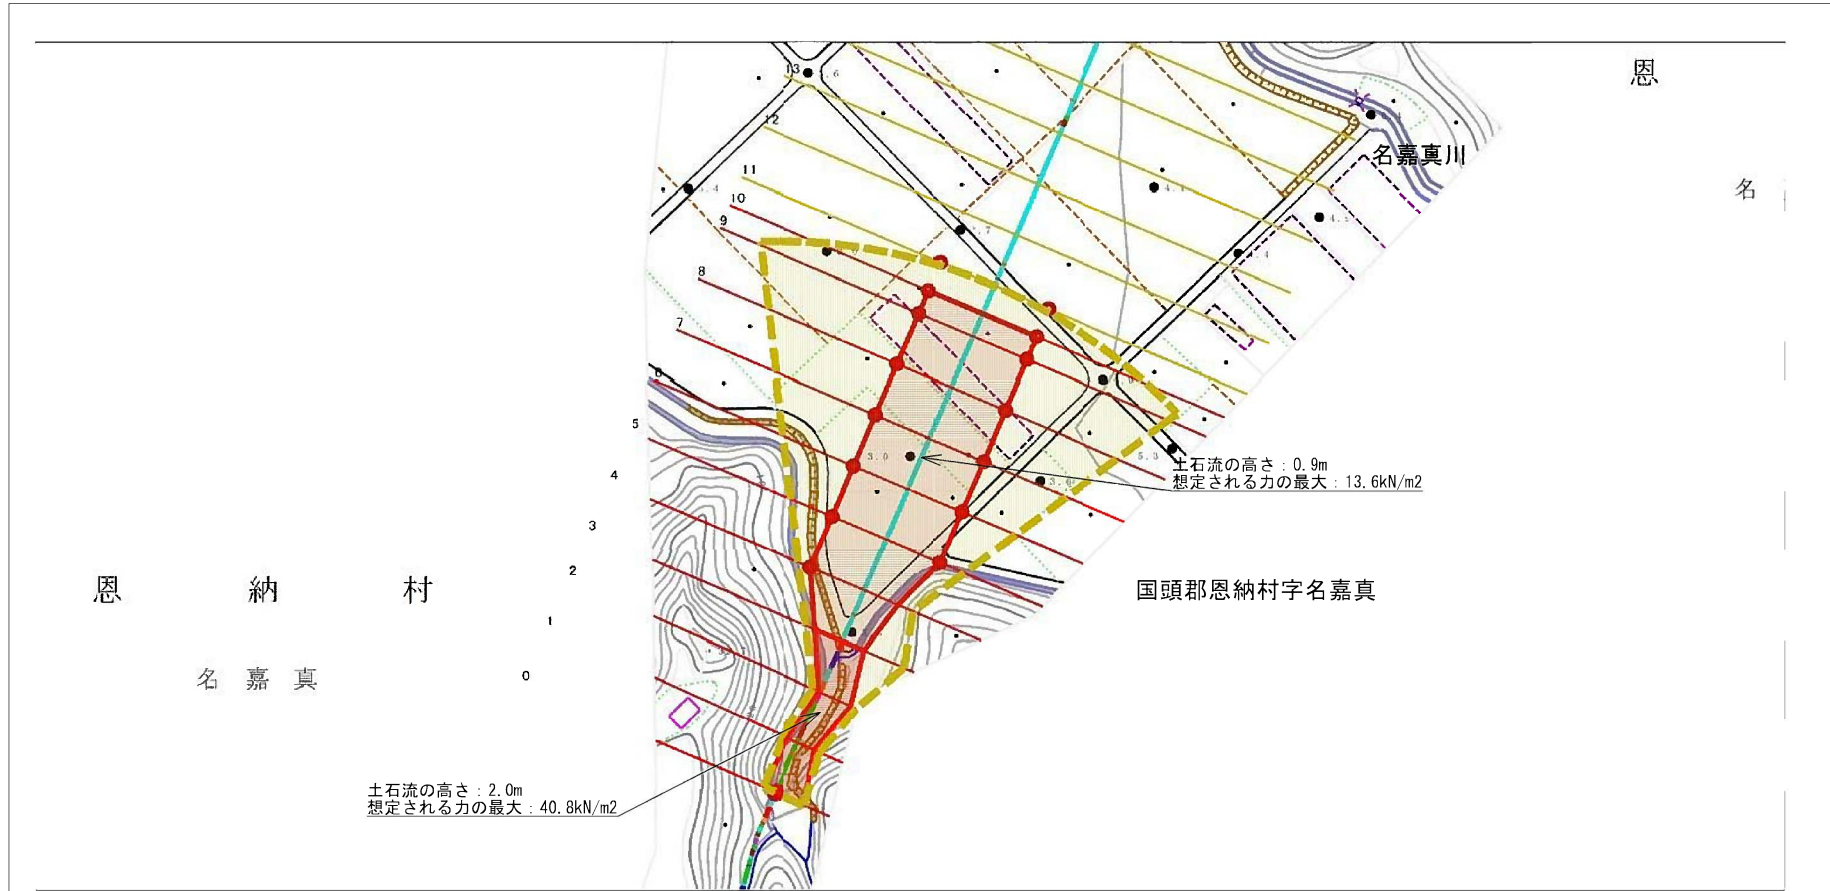 恩
名嘉真川
名
13
12
11
10
9
8
7
6
5
4
3
2
1
0
3.0
5.3
土石流の高さ：0.9m
想定される力の最大：13.6kN/m2
国頭郡恩納村字名嘉真
恩 納 村
名 嘉 真
土石流の高さ：2.0m
想定される力の最大：40.8kN/m2